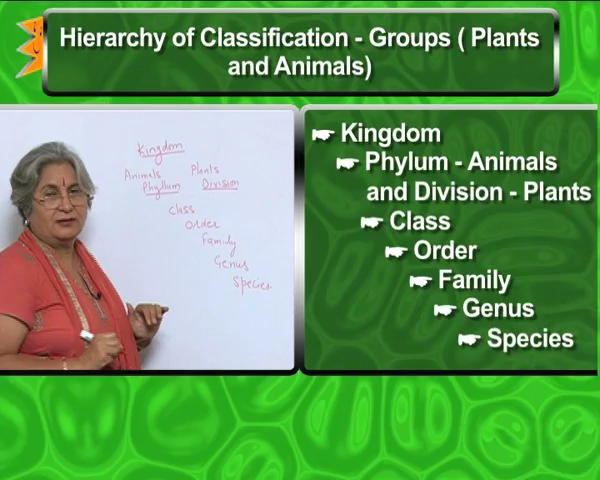 Hierarchy of Classification - Groups ( Plants
and Animals)
Kingdom
Animals Plants
Phyllum Division
Class
Order
Family
Genus
Species
Kingdom
Phylum - Animals
and Division - Plants
Class
Order
Family
Genus
Species